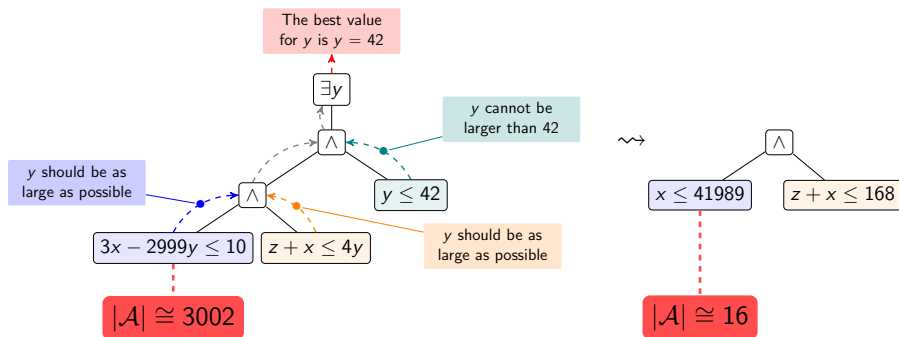 The best value
for y is y = 42
∃y
y cannot be
larger than 42
∧
⇝
∧
y should be as
large as possible
∧
y ≤ 42
x ≤ 41989
z + x ≤ 168
3x − 2999y ≤ 10
z + x ≤ 4y
y should be as
large as possible
|𝒜| ≅ 3002
|𝒜| ≅ 16